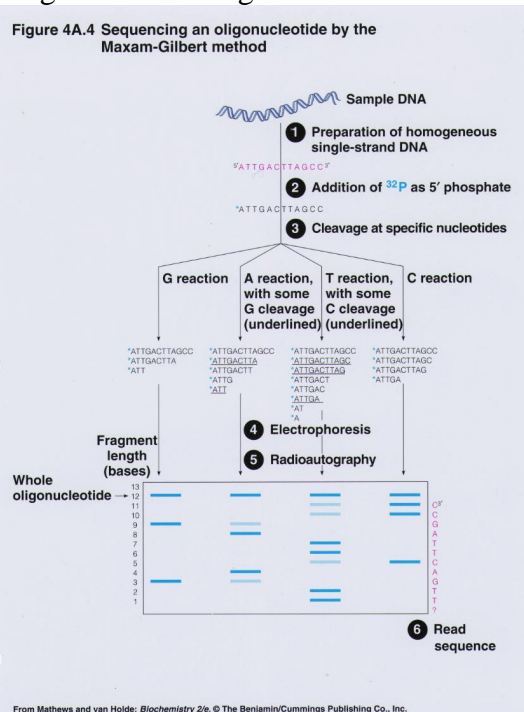 Figure 4A.4 Sequencing an oligonucleotide by the
Maxam-Gilbert method
Sample DNA
1 Preparation of homogeneous
single-strand DNA
5'ATTGACTTAGCC3'
2 Addition of 32P as 5' phosphate
*ATTGACTTAGCC
3 Cleavage at specific nucleotides
G reaction
A reaction,
with some
G cleavage
(underlined)
T reaction,
with some
C cleavage
(underlined)
C reaction
*ATTGACTTAGCC
*ATTGACTTA
*ATT
*ATTGACTTAGCC
*ATTGACTTA
*ATTGACTT
*ATTG
*ATT
*ATTGACTTAGCC
*ATTGACTTAGC
*ATTGACTTAG
*ATTGACT
*ATTGAC
*ATTGA
*AT
*A
*ATTGACTTAGCC
*ATTGACTTAGC
*ATTGACTTAG
*ATTGA
4 Electrophoresis
5 Radioautography
Fragment
length
(bases)
Whole
oligonucleotide
13
12
11
10
9
8
7
6
5
4
3
2
1
C3'
C
G
A
T
T
C
A
G
T
T
?
6 Read
sequence
From Mathews and van Holde: Biochemistry 2/e. © The Benjamin/Cummings Publishing Co., Inc.